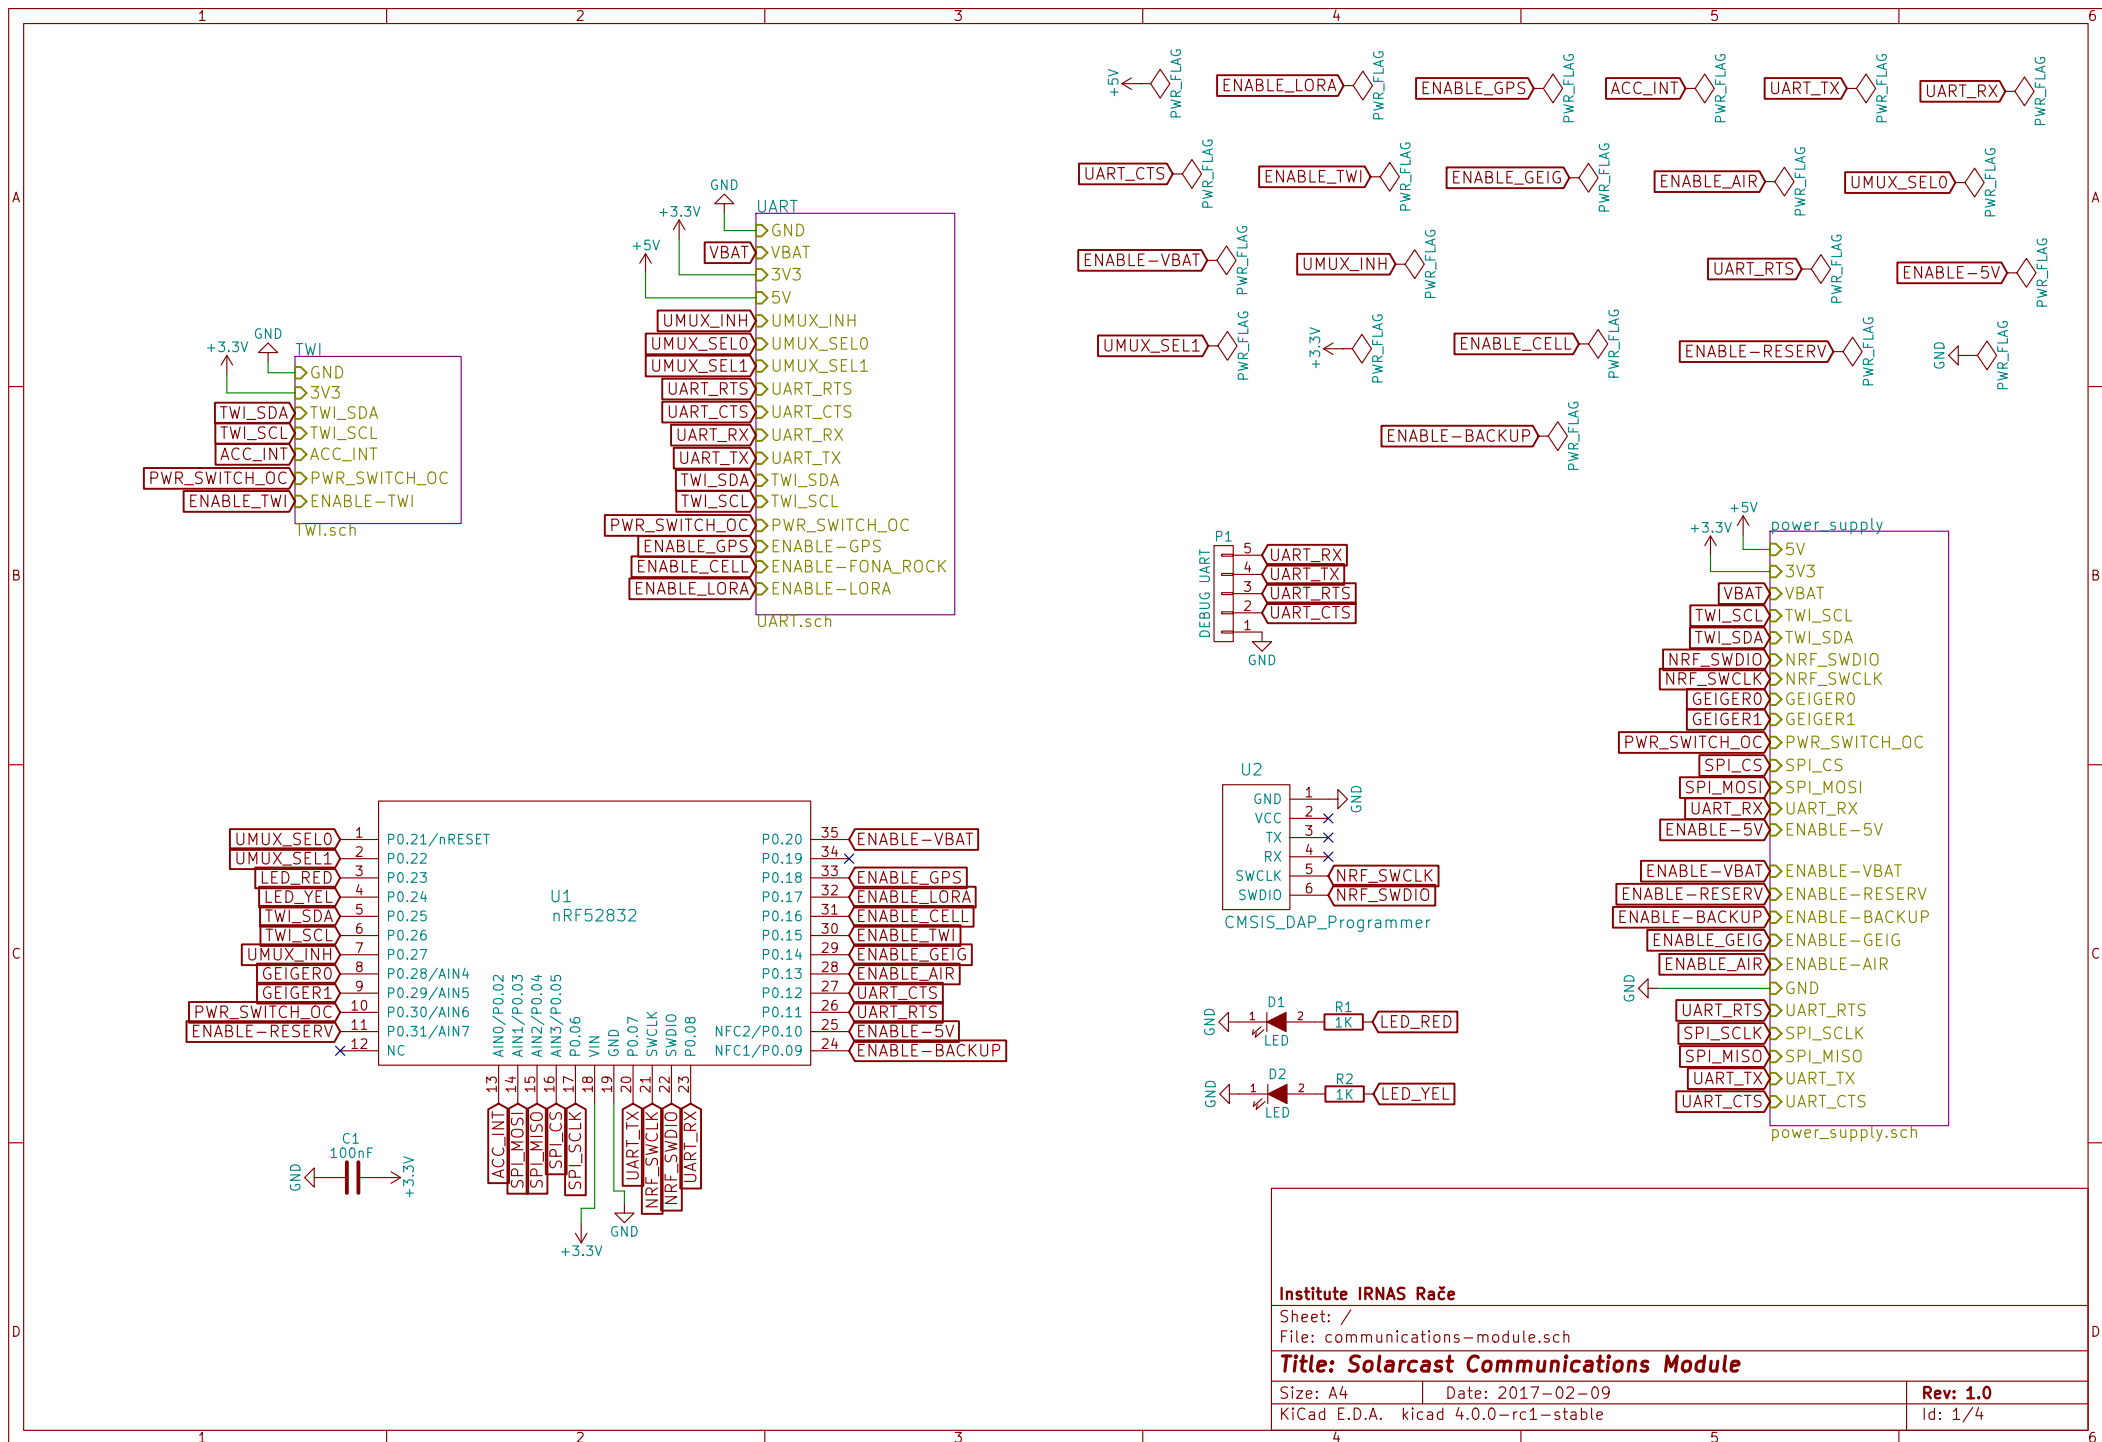 1 2 3 4 5 6
A A
B B
C C
D D
1 2 3 4 5 6
+5V PWR_FLAG
ENABLE_LORA PWR_FLAG
ENABLE_GPS PWR_FLAG
ACC_INT PWR_FLAG
UART_TX PWR_FLAG
UART_RX PWR_FLAG
UART_CTS PWR_FLAG
ENABLE_TWI PWR_FLAG
ENABLE_GEIG PWR_FLAG
ENABLE_AIR PWR_FLAG
UMUX_SEL0 PWR_FLAG
ENABLE-VBAT PWR_FLAG
UMUX_INH PWR_FLAG
UART_RTS PWR_FLAG
ENABLE-5V PWR_FLAG
UMUX_SEL1 PWR_FLAG
+3.3V PWR_FLAG
ENABLE_CELL PWR_FLAG
ENABLE-RESERV PWR_FLAG
GND PWR_FLAG
ENABLE-BACKUP PWR_FLAG
GND
+3.3V
TWI
GND
3V3
TWI_SDA TWI_SDA
TWI_SCL TWI_SCL
ACC_INT ACC_INT
PWR_SWITCH_OC PWR_SWITCH_OC
ENABLE_TWI ENABLE-TWI
TWI.sch
GND
+3.3V
+5V
UART
GND
VBAT VBAT
3V3
5V
UMUX_INH UMUX_INH
UMUX_SEL0 UMUX_SEL0
UMUX_SEL1 UMUX_SEL1
UART_RTS UART_RTS
UART_CTS UART_CTS
UART_RX UART_RX
UART_TX UART_TX
TWI_SDA TWI_SDA
TWI_SCL TWI_SCL
PWR_SWITCH_OC PWR_SWITCH_OC
ENABLE_GPS ENABLE-GPS
ENABLE_CELL ENABLE-FONA_ROCK
ENABLE_LORA ENABLE-LORA
UART.sch
P1
DEBUG UART
5 UART_RX
4 UART_TX
3 UART_RTS
2 UART_CTS
1
GND
+5V
+3.3V
power_supply
5V
3V3
VBAT VBAT
TWI_SCL TWI_SCL
TWI_SDA TWI_SDA
NRF_SWDIO NRF_SWDIO
NRF_SWCLK NRF_SWCLK
GEIGER0 GEIGER0
GEIGER1 GEIGER1
PWR_SWITCH_OC PWR_SWITCH_OC
SPI_CS SPI_CS
SPI_MOSI SPI_MOSI
UART_RX UART_RX
ENABLE-5V ENABLE-5V
ENABLE-VBAT ENABLE-VBAT
ENABLE-RESERV ENABLE-RESERV
ENABLE-BACKUP ENABLE-BACKUP
ENABLE_GEIG ENABLE-GEIG
ENABLE_AIR ENABLE-AIR
GND GND
UART_RTS UART_RTS
SPI_SCLK SPI_SCLK
SPI_MISO SPI_MISO
UART_TX UART_TX
UART_CTS UART_CTS
power_supply.sch
U1
nRF52832
UMUX_SEL0 1 P0.21/nRESET
UMUX_SEL1 2 P0.22
LED_RED 3 P0.23
LED_YEL 4 P0.24
TWI_SDA 5 P0.25
TWI_SCL 6 P0.26
UMUX_INH 7 P0.27
GEIGER0 8 P0.28/AIN4
GEIGER1 9 P0.29/AIN5
PWR_SWITCH_OC 10 P0.30/AIN6
ENABLE-RESERV 11 P0.31/AIN7
12 NC
AIN0/P0.02 13 ACC_INT
AIN1/P0.03 14 SPI_MOSI
AIN2/P0.04 15 SPI_MISO
AIN3/P0.05 16 SPI_CS
P0.06 17 SPI_SCLK
VIN 18 +3.3V
GND 19 GND
P0.07 20 UART_TX
SWCLK 21 NRF_SWCLK
SWDIO 22 NRF_SWDIO
P0.08 23 UART_RX
P0.20 35 ENABLE-VBAT
P0.19 34
P0.18 33 ENABLE_GPS
P0.17 32 ENABLE_LORA
P0.16 31 ENABLE_CELL
P0.15 30 ENABLE_TWI
P0.14 29 ENABLE_GEIG
P0.13 28 ENABLE_AIR
P0.12 27 UART_CTS
P0.11 26 UART_RTS
NFC2/P0.10 25 ENABLE-5V
NFC1/P0.09 24 ENABLE-BACKUP
U2
GND 1 GND
VCC 2
TX 3
RX 4
SWCLK 5 NRF_SWCLK
SWDIO 6 NRF_SWDIO
CMSIS_DAP_Programmer
D1 R1
GND 1 2 1K LED_RED
LED
D2 R2
GND 1 2 1K LED_YEL
LED
C1
100nF
GND +3.3V
Institute IRNAS Rače
Sheet: /
File: communications-module.sch
Title: Solarcast Communications Module
Size: A4 Date: 2017-02-09 Rev: 1.0
KiCad E.D.A. kicad 4.0.0-rc1-stable Id: 1/4